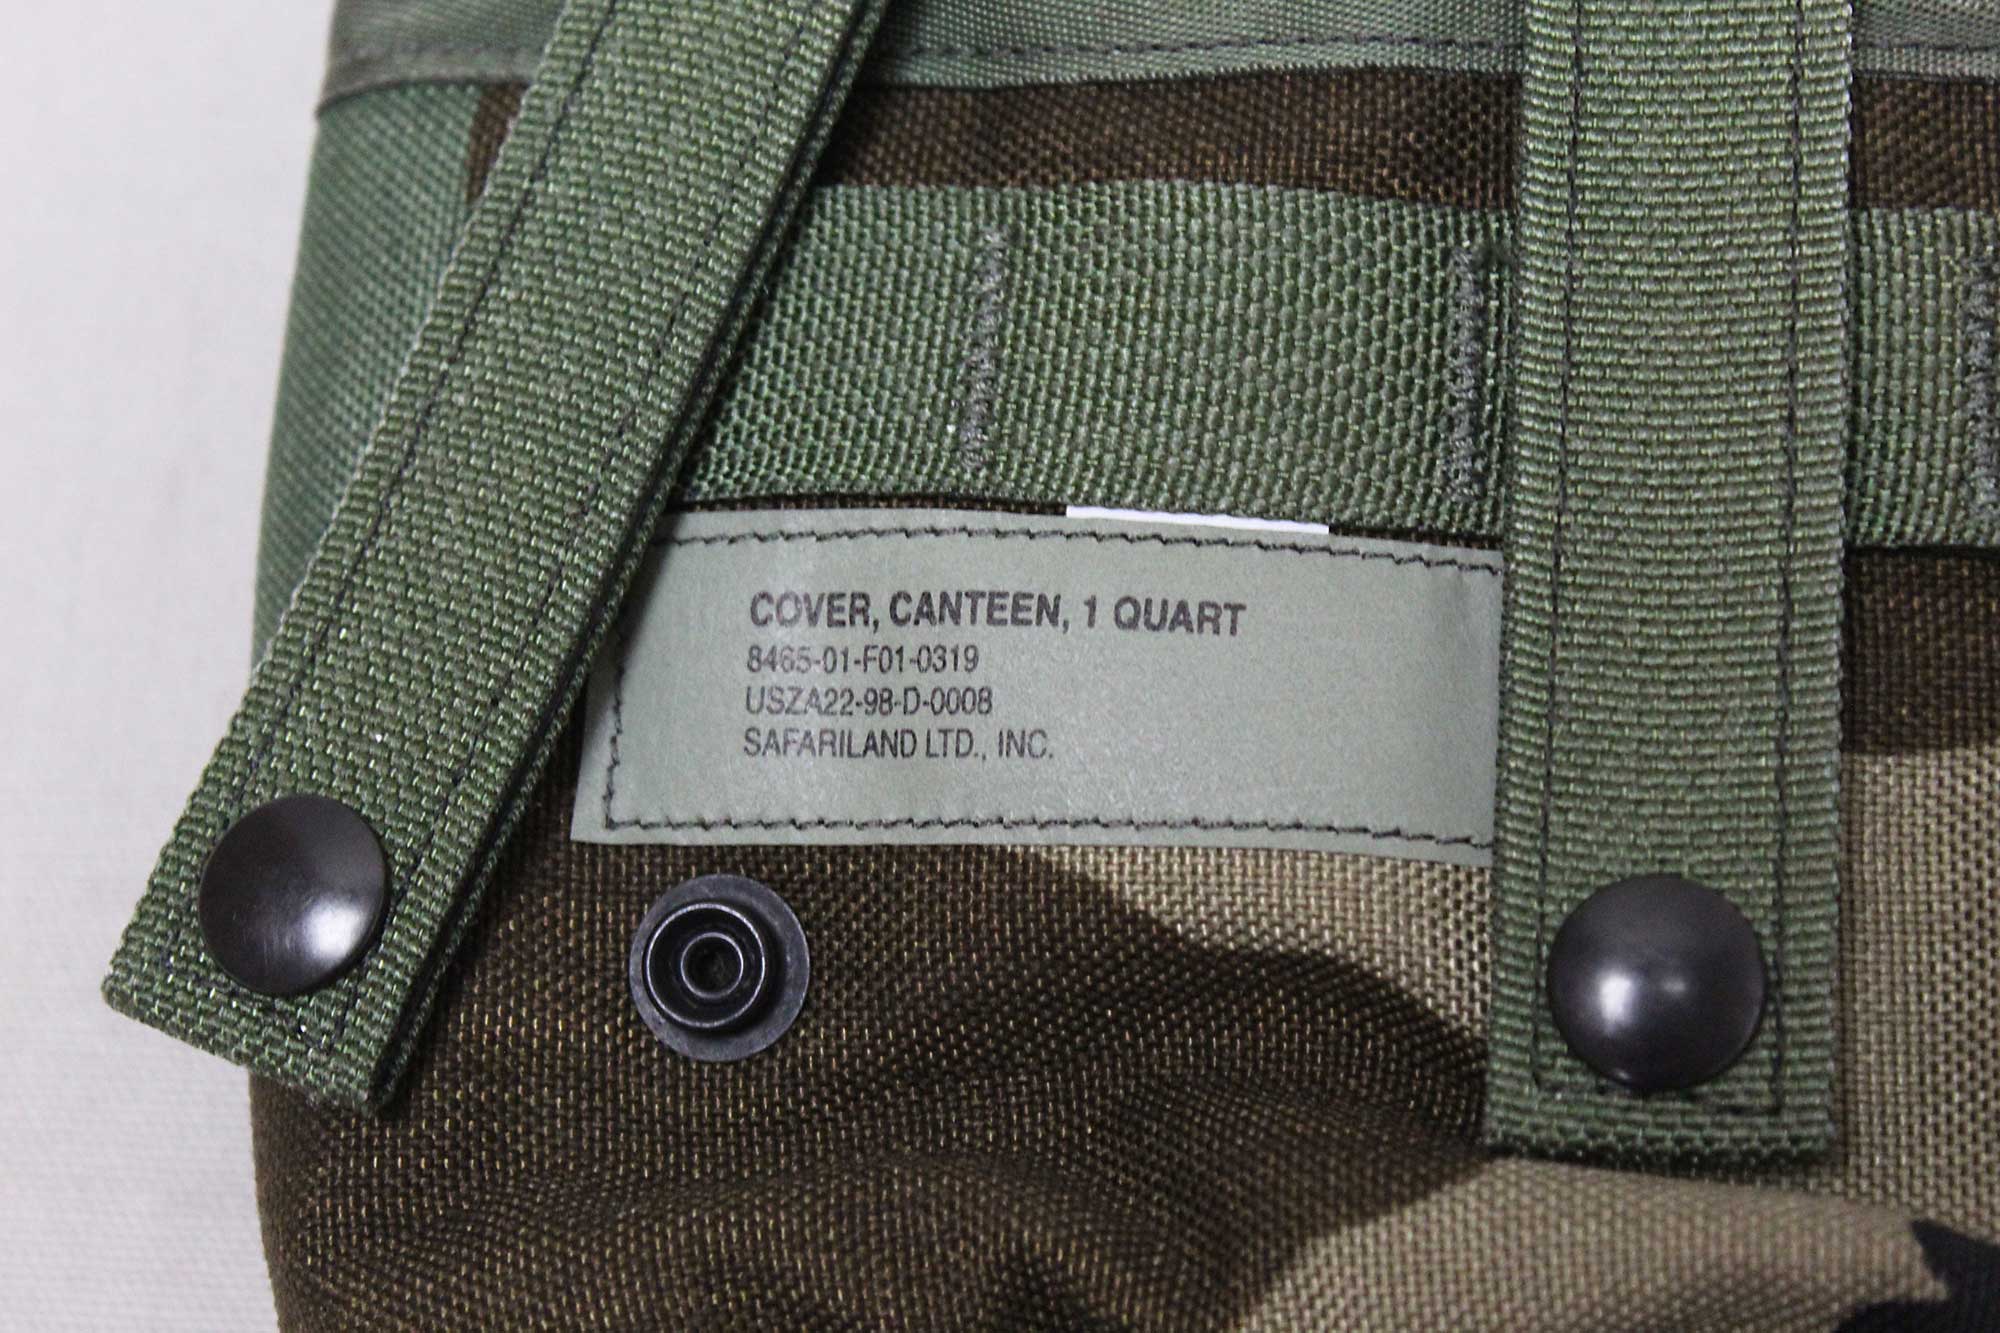 COVER, CANTEEN, 1 QUART
8465-01-F01-0319
USZA22-98-D-0008
SAFARILAND LTD., INC.